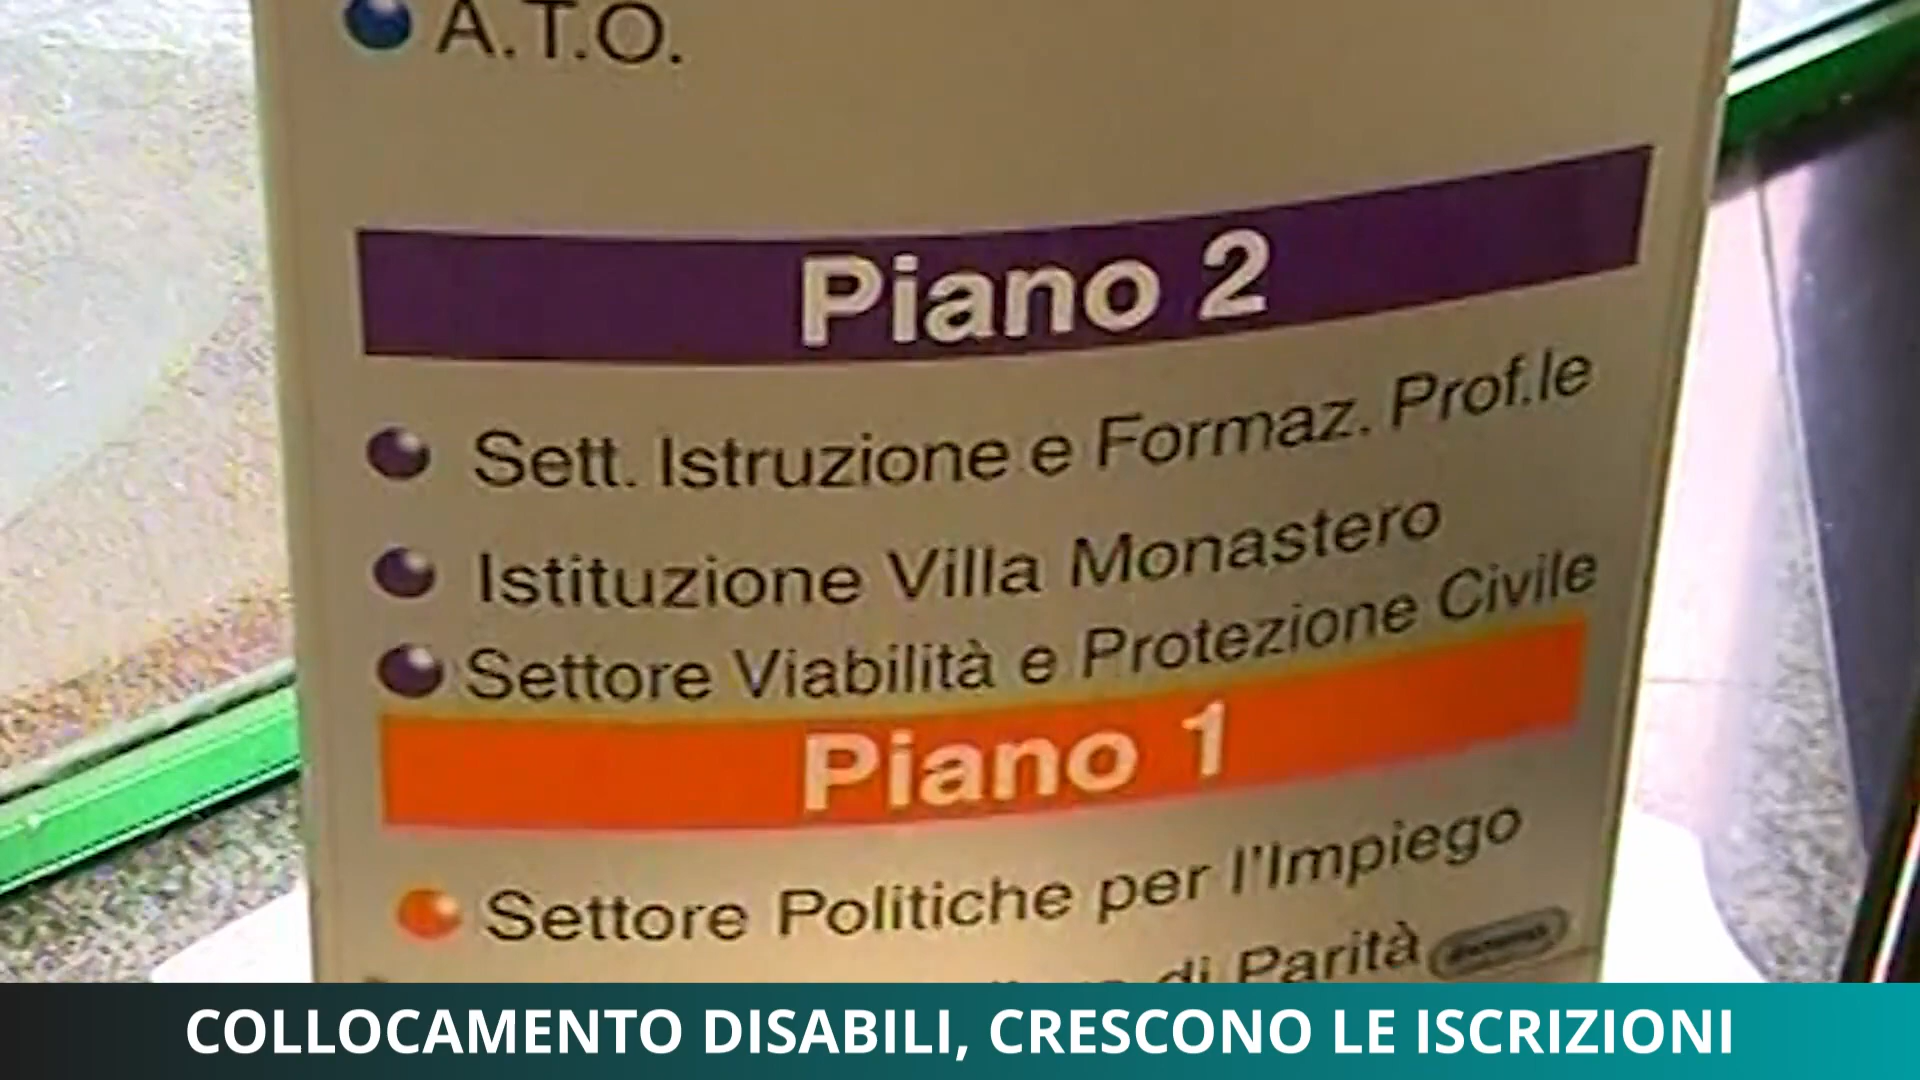 A.T.O.
Piano 2
Sett. Istruzione e Formaz. Prof.le
Istituzione Villa Monastero
Settore Viabilità e Protezione Civile
Piano 1
Settore Politiche per l'Impiego
di Parità
COLLOCAMENTO DISABILI, CRESCONO LE ISCRIZIONI